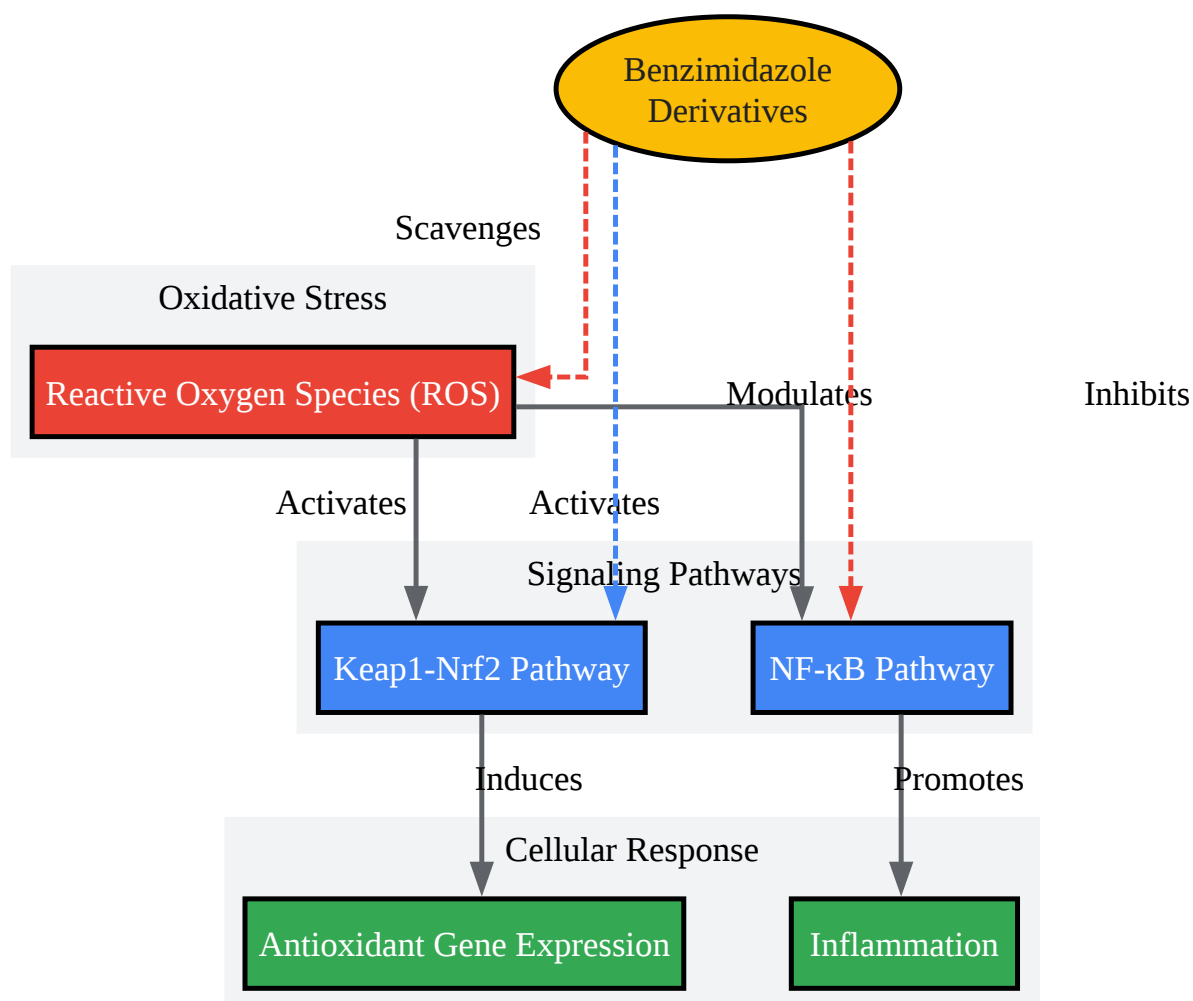 Benzimidazole
Derivatives
Scavenges
Oxidative Stress
Reactive Oxygen Species (ROS)
Modulates
Inhibits
Activates
Activates
Signaling Pathways
Keap1-Nrf2 Pathway
NF-κB Pathway
Induces
Promotes
Cellular Response
Antioxidant Gene Expression
Inflammation